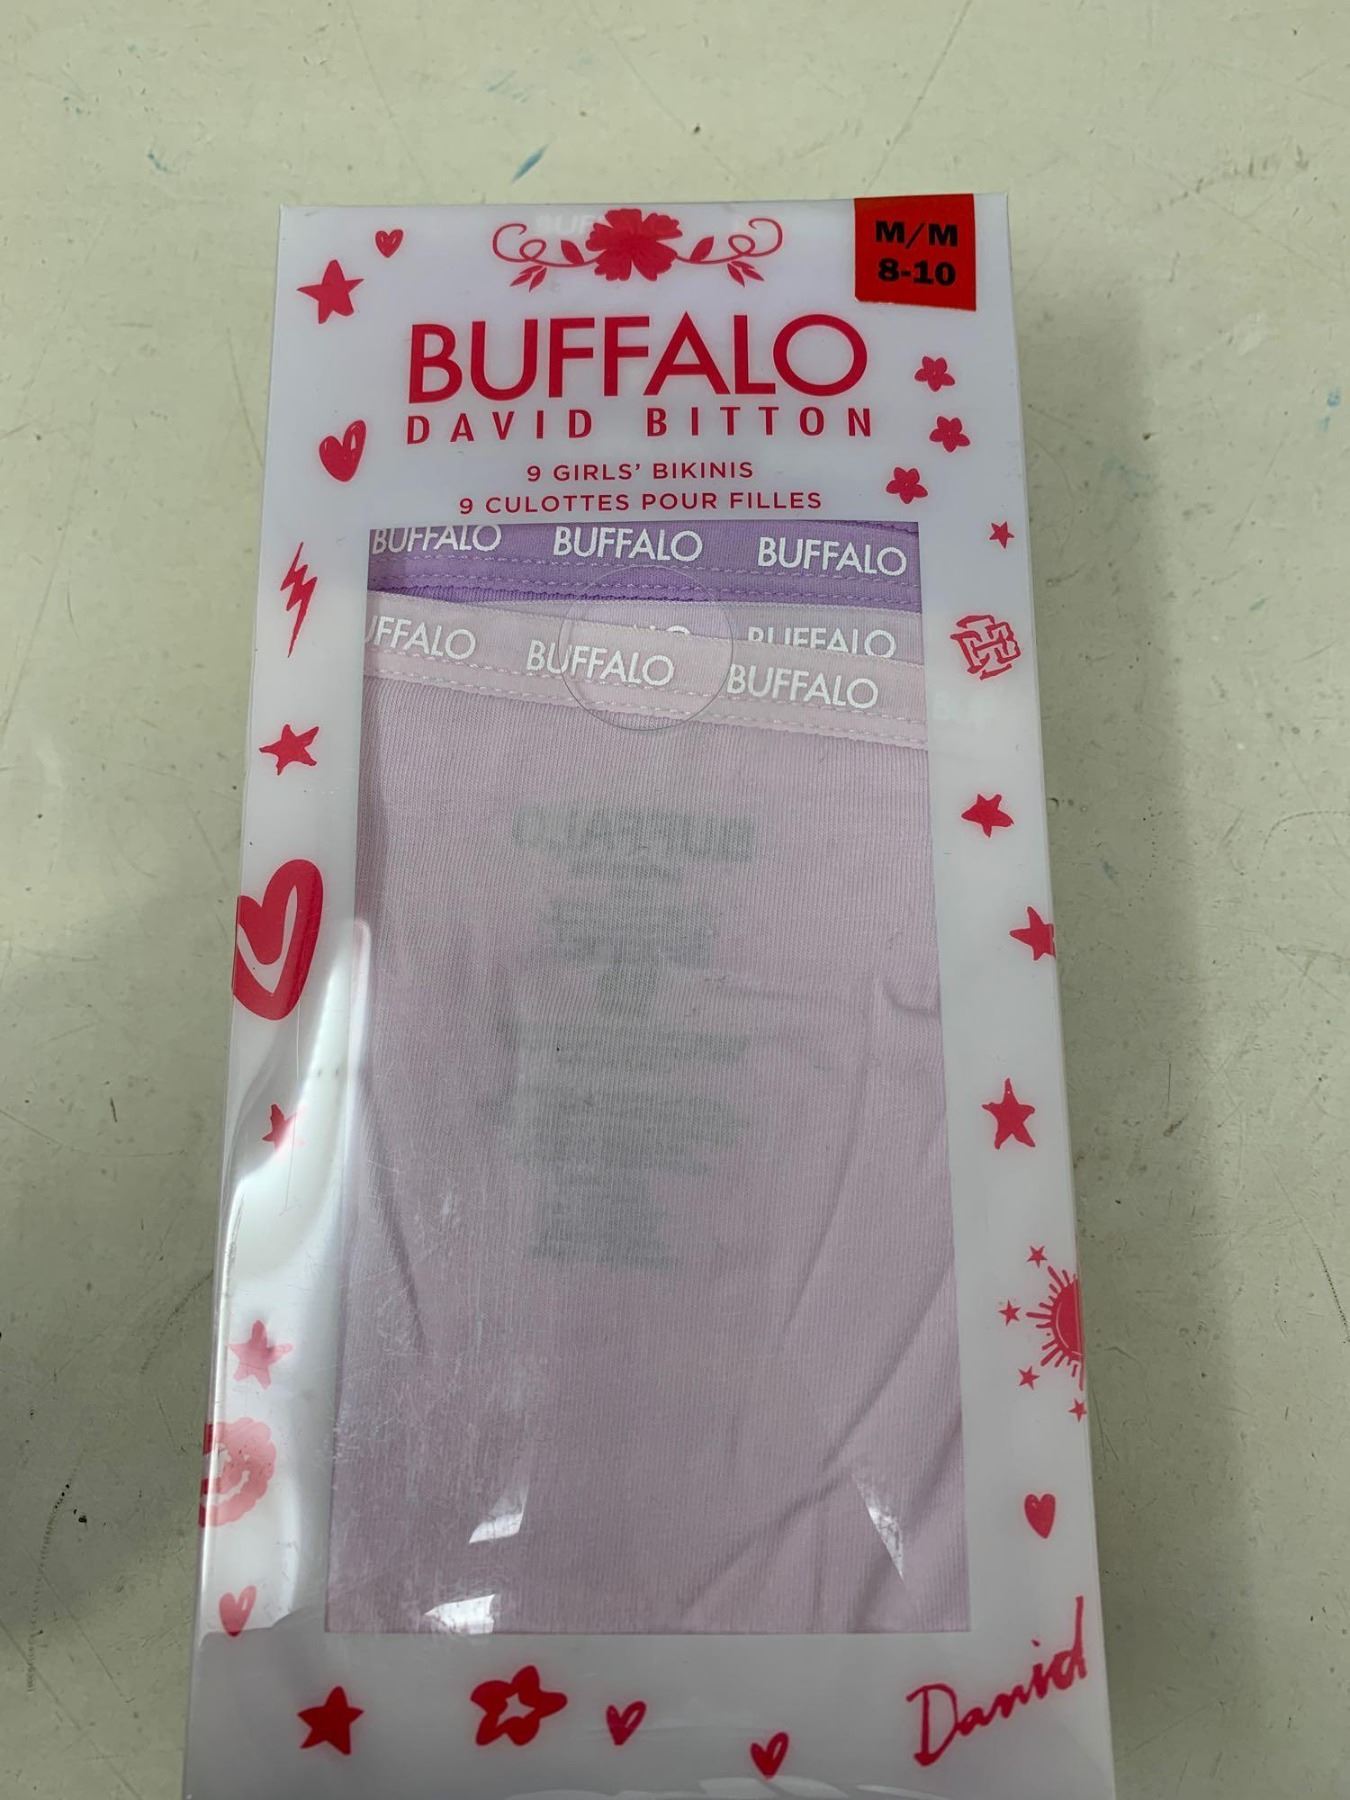 M/M
8-10
BUFFALO
DAVID BITTON
9 GIRLS' BIKINIS
9 CULOTTES POUR FILLES
BUFFALO BUFFALO BUFFALO
BUFFALO
UFFALO BUFFALO BUFFALO
David